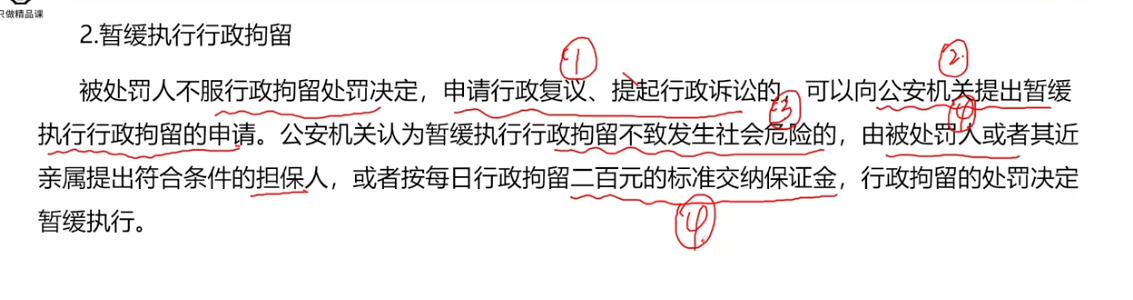 只做精品课
2.暂缓执行行政拘留
① ②
被处罚人不服行政拘留处罚决定，申请行政复议、提起行政诉讼的，可以向公安机关提出暂缓
③ ④
执行行政拘留的申请。公安机关认为暂缓执行行政拘留不致发生社会危险的，由被处罚人或者其近
亲属提出符合条件的担保人，或者按每日行政拘留二百元的标准交纳保证金，行政拘留的处罚决定
暂缓执行。
④